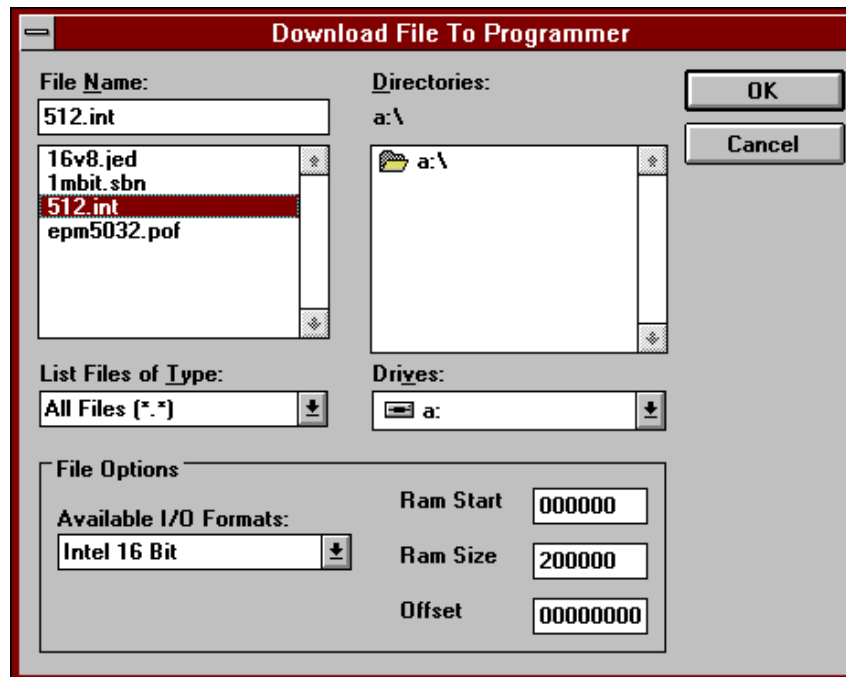 Download File To Programmer
File Name:
512.int
16v8.jed
1mbit.sbn
512.int
epm5032.pof
Directories:
a:\
a:\
OK
Cancel
List Files of Type:
All Files (*.*)
Drives:
a:
File Options
Available I/O Formats:
Intel 16 Bit
Ram Start 000000
Ram Size 200000
Offset 00000000